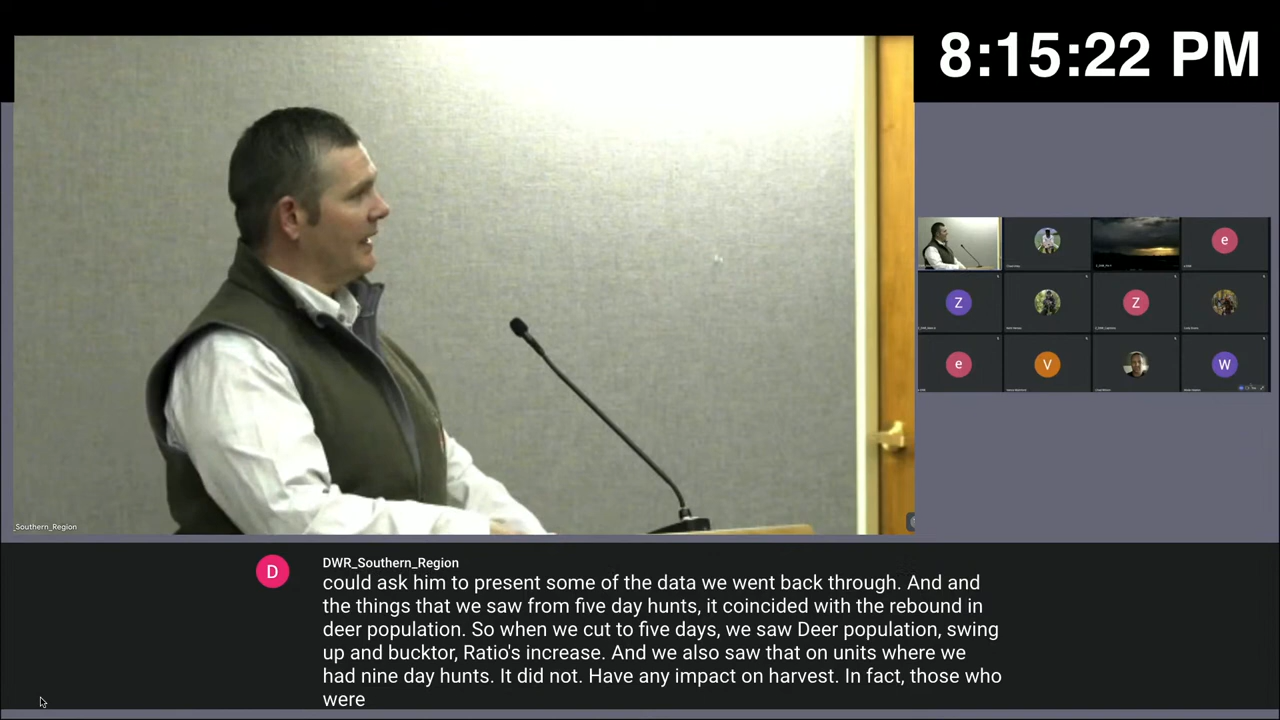 8:15:22 PM
e
Z
Z
e
V
W
_Southern_Region
D
DWR_Southern_Region
could ask him to present some of the data we went back through. And and
the things that we saw from five day hunts, it coincided with the rebound in
deer population. So when we cut to five days, we saw Deer population, swing
up and bucktor, Ratio's increase. And we also saw that on units where we
had nine day hunts. It did not. Have any impact on harvest. In fact, those who
were